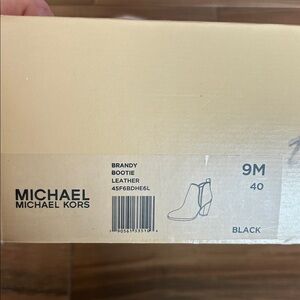 BRANDY
BOOTIE
LEATHER
45F6BDHE6L
9M
40
MICHAEL
MICHAEL KORS
BLACK